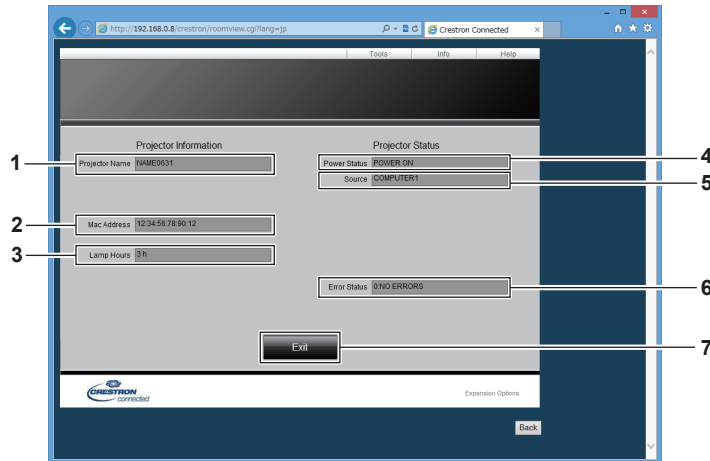 http://192.168.0.8/crestron/roomview.cgi?lang=jp
Crestron Connected
Tools Info Help
Projector Information
Projector Status
1
Projector Name NAME0631
Power Status POWER ON
4
Source COMPUTER1
5
2
Mac Address 12:34:56:78:90:12
3
Lamp Hours 3 h
Error Status 0:NO ERRORS
6
Exit
7
CRESTRON
connected
Expansion Options
Back